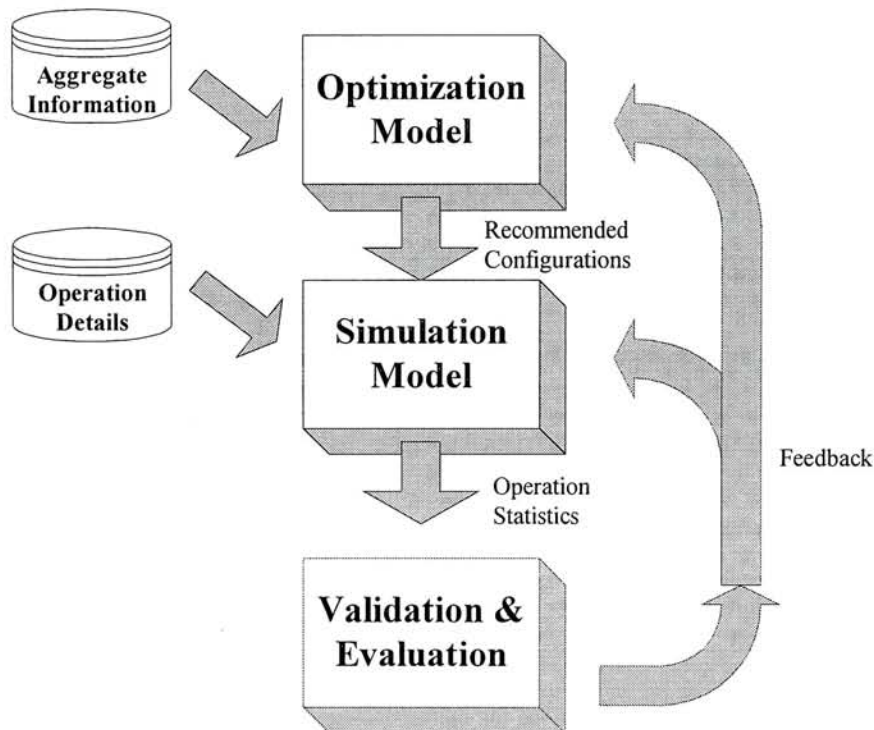 Aggregate
Information
Optimization
Model
Recommended
Configurations
Operation
Details
Simulation
Model
Feedback
Operation
Statistics
Validation &
Evaluation